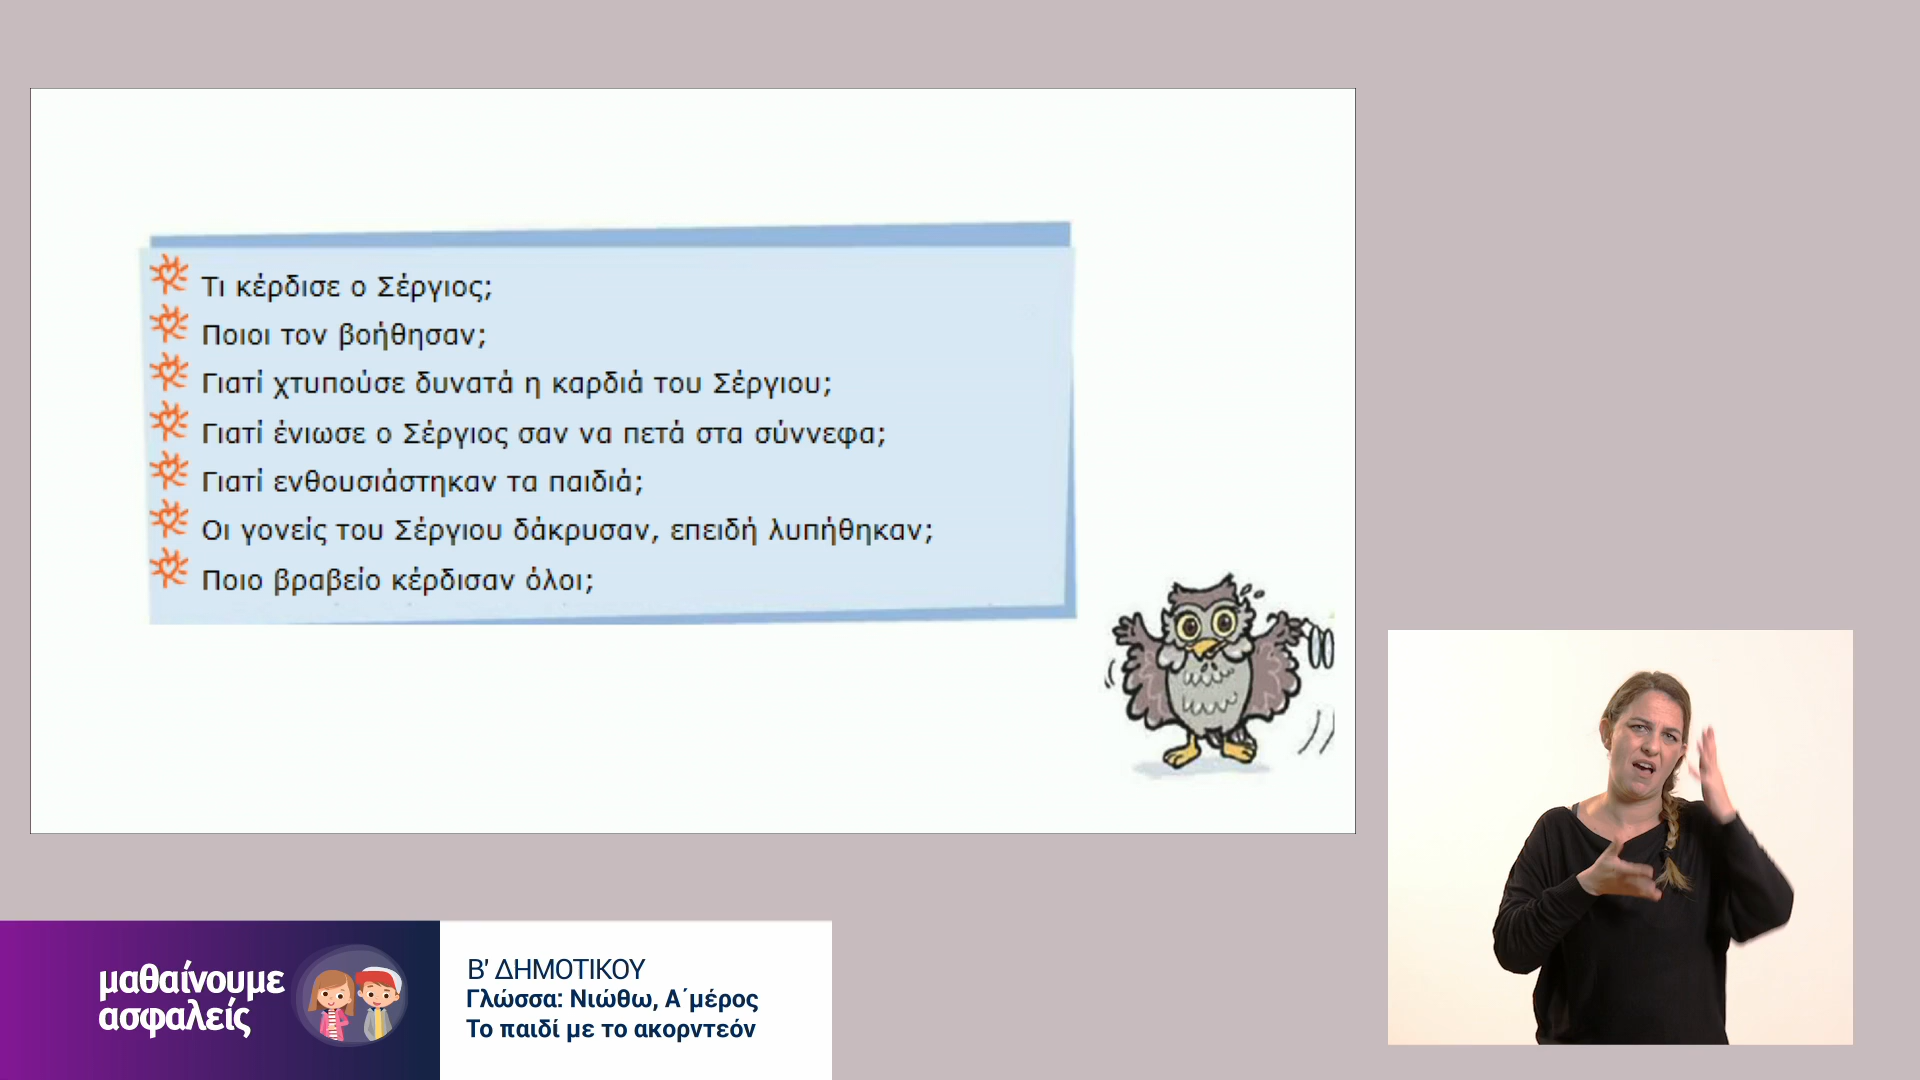 Τι κέρδισε ο Σέργιος;
Ποιοι τον βοήθησαν;
Γιατί χτυπούσε δυνατά η καρδιά του Σέργιου;
Γιατί ένιωσε ο Σέργιος σαν να πετά στα σύννεφα;
Γιατί ενθουσιάστηκαν τα παιδιά;
Οι γονείς του Σέργιου δάκρυσαν, επειδή λυπήθηκαν;
Ποιο βραβείο κέρδισαν όλοι;
μαθαίνουμε
ασφαλείς
Β' ΔΗΜΟΤΙΚΟΥ
Γλώσσα: Νιώθω, Α΄μέρος
Το παιδί με το ακορντεόν